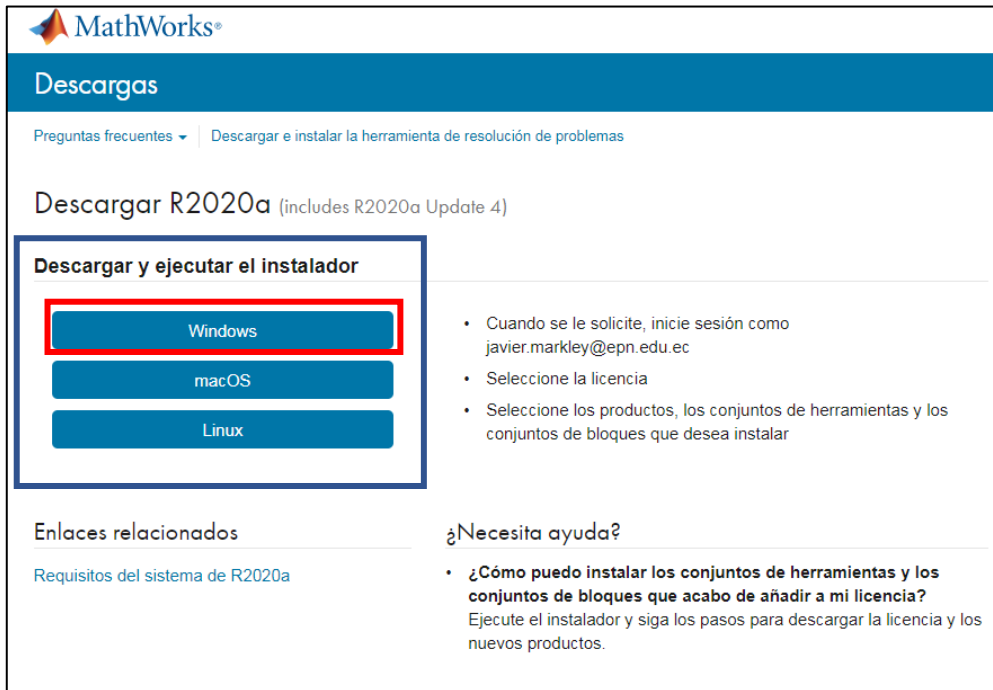 MathWorks®
Descargas
Preguntas frecuentes
Descargar e instalar la herramienta de resolución de problemas
Descargar R2020a (includes R2020a Update 4)
Descargar y ejecutar el instalador
Windows
macOS
Linux
• Cuando se le solicite, inicie sesión como
javier.markley@epn.edu.ec
• Seleccione la licencia
• Seleccione los productos, los conjuntos de herramientas y los
conjuntos de bloques que desea instalar
Enlaces relacionados
Requisitos del sistema de R2020a
¿Necesita ayuda?
• ¿Cómo puedo instalar los conjuntos de herramientas y los
conjuntos de bloques que acabo de añadir a mi licencia?
Ejecute el instalador y siga los pasos para descargar la licencia y los
nuevos productos.